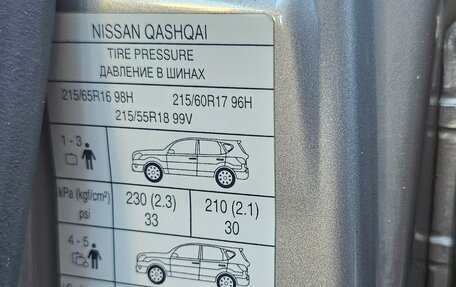 NISSAN QASHQAI
TIRE PRESSURE
ДАВЛЕНИЕ В ШИНАХ
215/65R16 98H 215/60R17 96H
215/55R18 99V
1 - 3
kPa (kgf/cm²) 230 (2.3) 210 (2.1)
psi 33 30
4 - 5